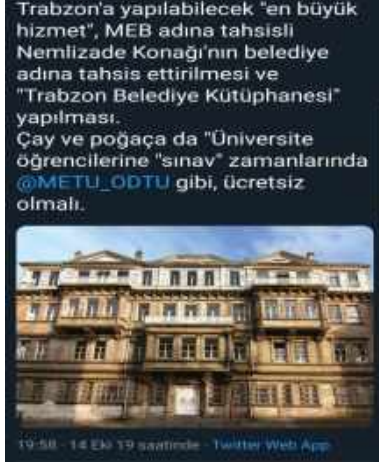 Trabzon'a yapılabilecek "en büyük
hizmet", MEB adına tahsisli
Nemlizade Konağı'nın belediye
adına tahsis ettirilmesi ve
"Trabzon Belediye Kütüphanesi"
yapılması.
Çay ve poğaça da "Üniversite
öğrencilerine "sınav" zamanlarında
@METU_ODTU gibi, ücretsiz
olmalı.
19:58 · 14 Eki 19 saatinde · Twitter Web App